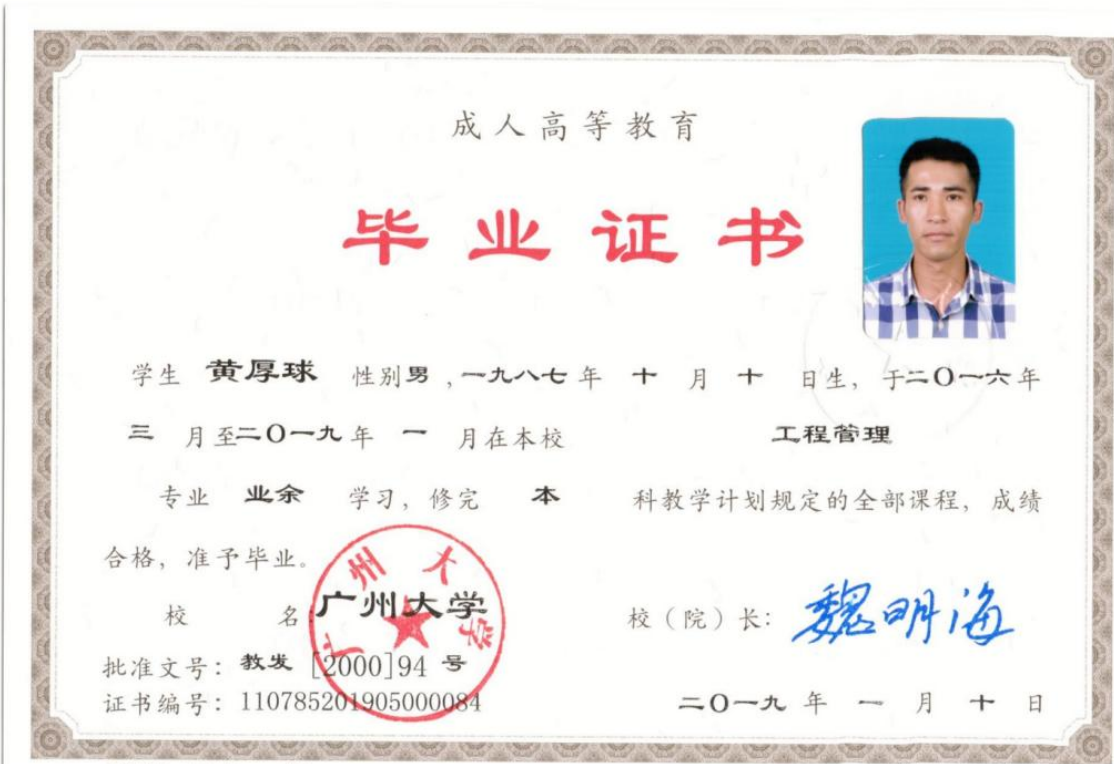 成人高等教育
毕业证书
学生 黄厚球 性别男,一九八七年 十 月 十 日生, 于二O一六年
三 月至二O一九年 一 月在本校 工程管理
专业 业余 学习, 修完 本 科教学计划规定的全部课程, 成绩
合格, 准予毕业。
校 名:广州大学
校(院)长: 魏明海
批准文号: 教发 [2000]94 号
证书编号: 110785201905000084
二O一九 年 一 月 十 日
广州大学